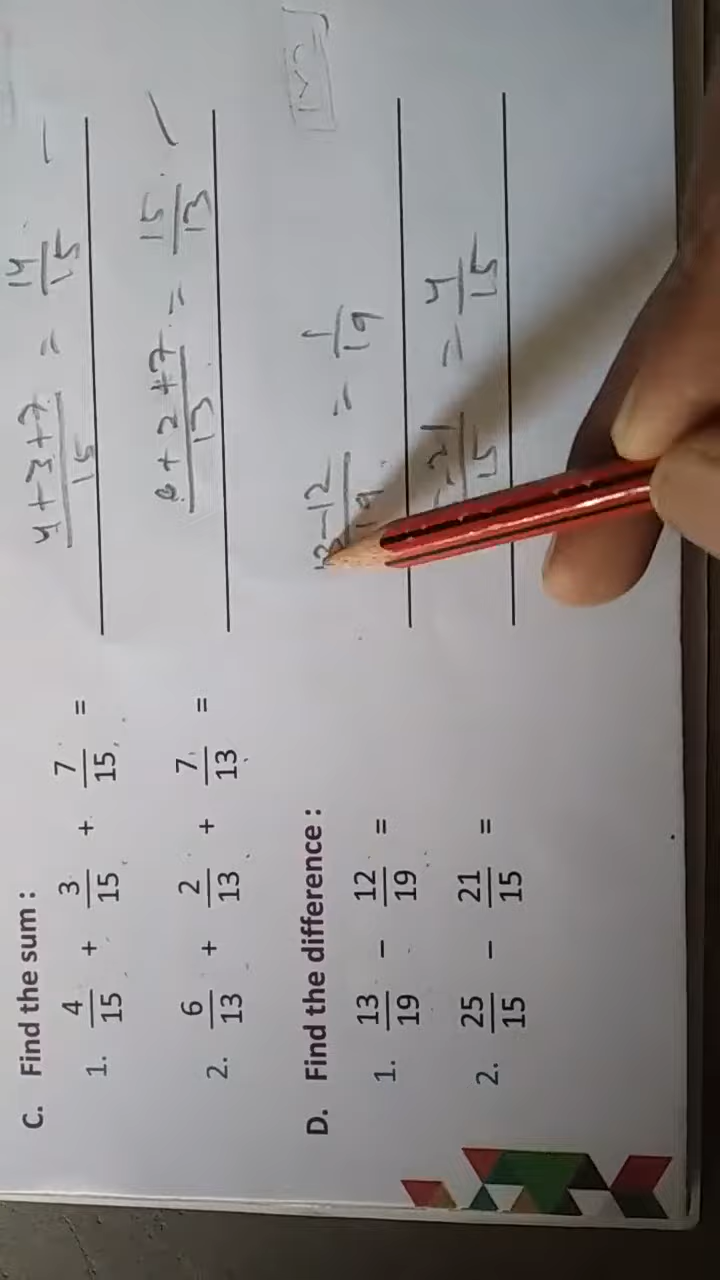 C. Find the sum :
1. 4/15 + 3/15 + 7/15 = 4+3+7/15 = 14/15
2. 6/13 + 2/13 + 7/13 = 6+2+7/13 = 15/13
D. Find the difference :
1. 13/19 - 12/19 = 13-12/19 = 1/19
2. 25/15 - 21/15 = -21/15 = 4/15